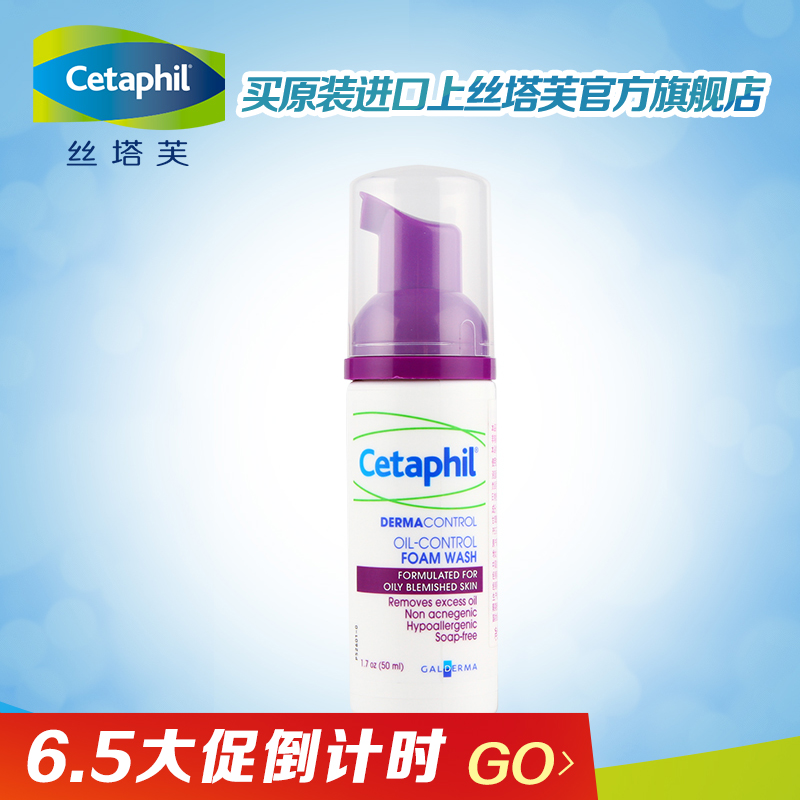 Cetaphil®
丝塔芙
买原装进口上丝塔芙官方旗舰店
Cetaphil®
DERMACONTROL
OIL-CONTROL
FOAM WASH
FORMULATED FOR
OILY BLEMISHED SKIN
Removes excess oil
Non acnegenic
Hypoallergenic
Soap-free
1.7 oz (50 ml)
GALDERMA
6.5大促倒计时 GO>